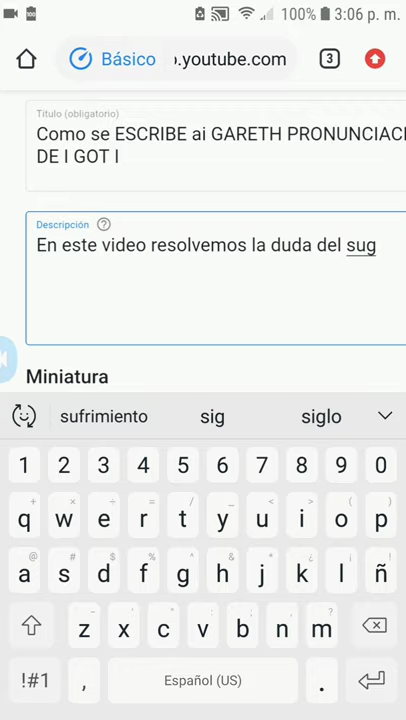 100% 3:06 p. m.
Básico .youtube.com 3
Título (obligatorio)
Como se ESCRIBE ai GARETH PRONUNCIACI
DE I GOT I
Descripción ?
En este video resolvemos la duda del sug
Miniatura
sufrimiento sig siglo
1 2 3 4 5 6 7 8 9 0
q w e r t y u i o p
a s d f g h j k l ñ
z x c v b n m
!#1 , Español (US) .